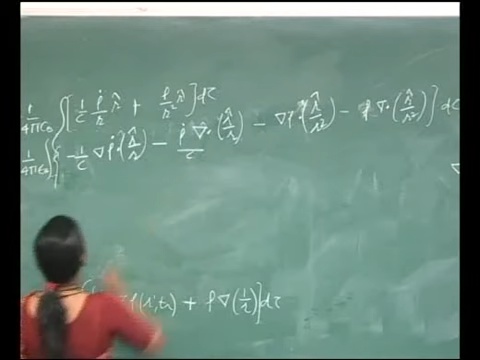 1/4πε₀ ∫[ 1/c ρ̇/r r̂ + ρ/r² r̂ ] dτ
1/4πε₀ ∫{ -1/c ∇ρ̇·(r̂/r) - ρ̇/c ∇·(r̂/r) - ∇ρ·(r̂/r²) - ρ∇·(r̂/r²) ] dτ
ρ(r',tr) + ρ∇(1/r) ] dτ